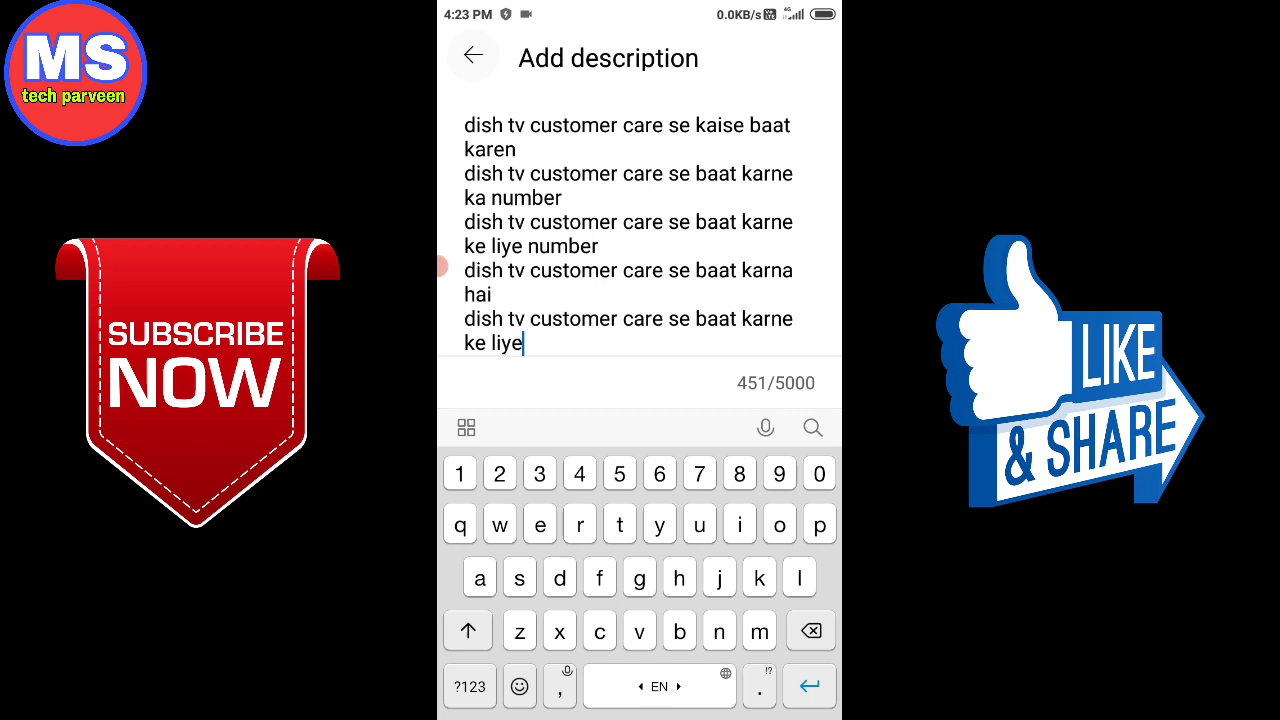 MS
tech parveen
4:23 PM
0.0KB/s
4G
Add description
dish tv customer care se kaise baat
karen
dish tv customer care se baat karne
ka number
dish tv customer care se baat karne
ke liye number
dish tv customer care se baat karna
hai
dish tv customer care se baat karne
ke liye
451/5000
SUBSCRIBE
NOW
LIKE
& SHARE
1 2 3 4 5 6 7 8 9 0
q w e r t y u i o p
a s d f g h j k l
z x c v b n m
?123 , EN . !?